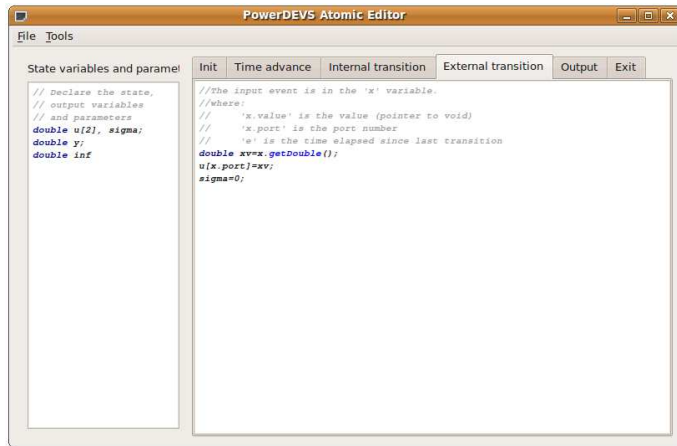 PowerDEVS Atomic Editor
File Tools
State variables and paramet
// Declare the state,
// output variables
// and parameters
double u[2], sigma;
double y;
double inf
Init Time advance Internal transition External transition Output Exit
//The input event is in the 'x' variable.
//where:
// 'x.value' is the value (pointer to void)
// 'x.port' is the port number
// 'e' is the time elapsed since last transition
double xv=x.getDouble();
u[x.port]=xv;
sigma=0;